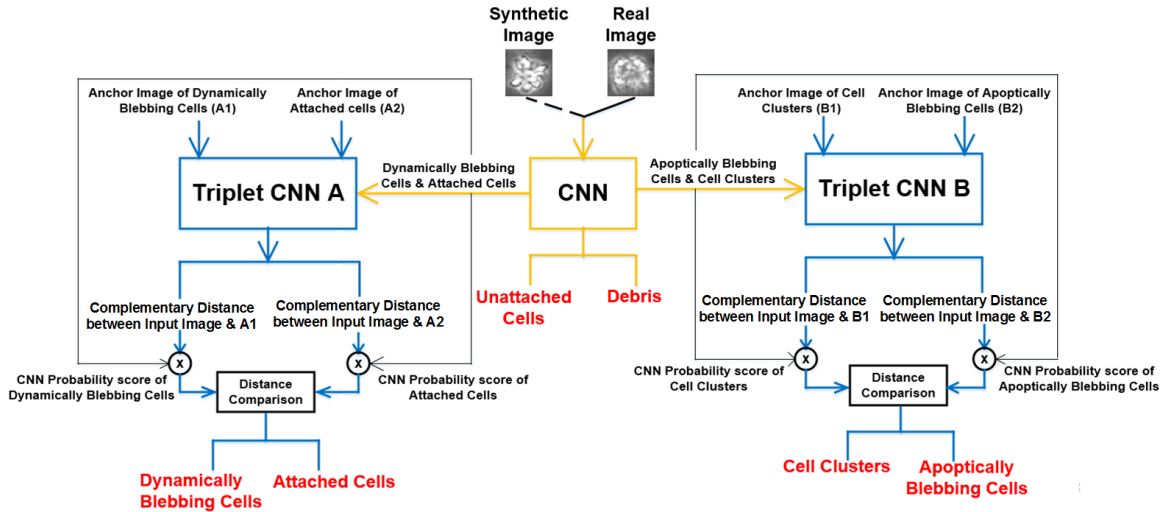 Synthetic
Image
Real
Image
Anchor Image of Dynamically
Blebbing Cells (A1)
Anchor Image of
Attached cells (A2)
Anchor Image of Cell
Clusters (B1)
Anchor Image of Apoptically
Blebbing Cells (B2)
Triplet CNN A
Dynamically Blebbing
Cells & Attached Cells
CNN
Apoptically Blebbing
Cells & Cell Clusters
Triplet CNN B
Unattached
Cells
Debris
Complementary Distance
between Input Image & A1
Complementary Distance
between Input Image & A2
Complementary Distance
between Input Image & B1
Complementary Distance
between Input Image & B2
x
x
x
x
CNN Probability score of
Dynamically Blebbing Cells
Distance
Comparison
CNN Probability score of
Attached Cells
CNN Probability score of
Cell Clusters
Distance
Comparison
CNN Probability score of
Apoptically Blebbing Cells
Dynamically
Blebbing Cells
Attached Cells
Cell Clusters
Apoptically
Blebbing Cells